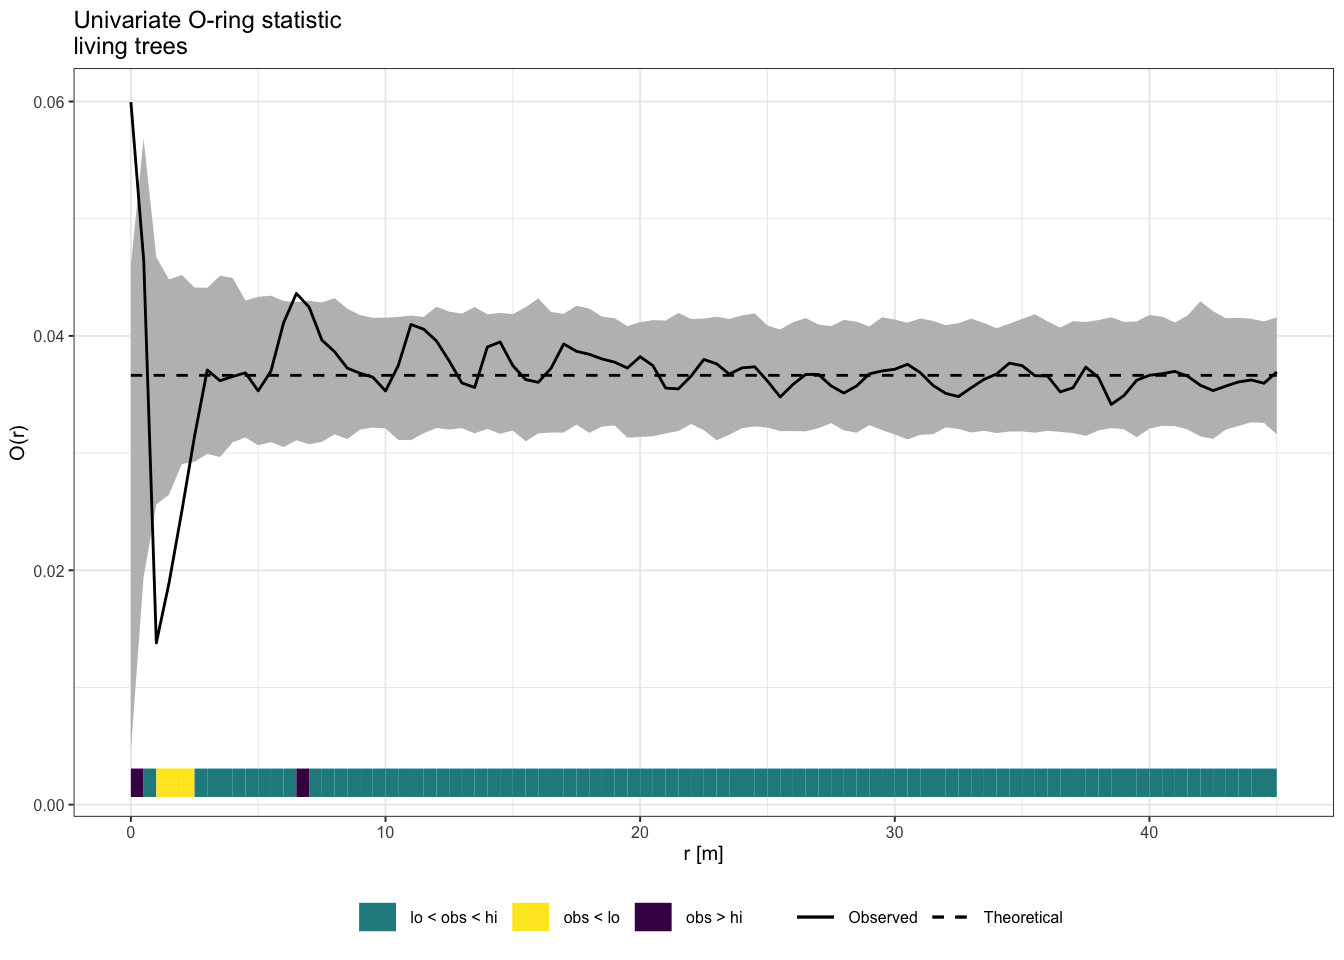 Univariate O-ring statistic
living trees
0.06
0.04
0.02
0.00
O(r)
0 10 20 30 40
r [m]
lo < obs < hi obs < lo obs > hi Observed Theoretical